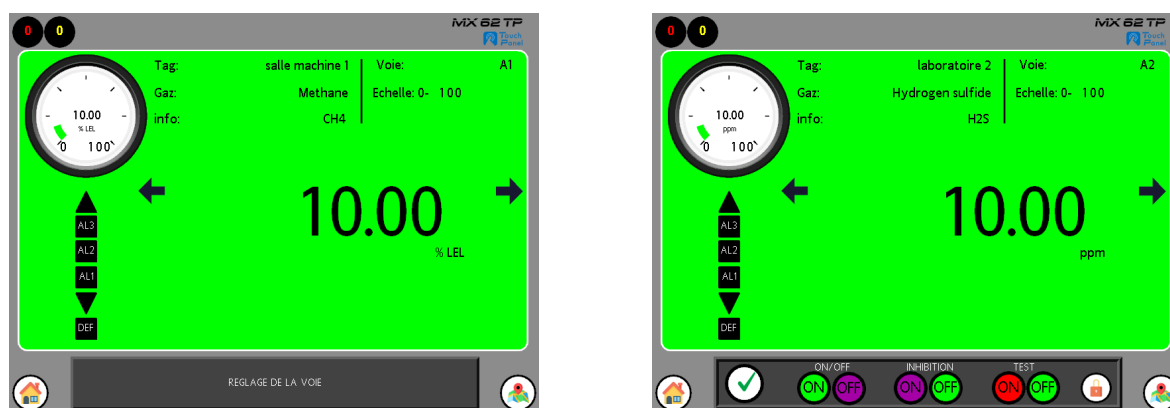 0 0
MX 62 TP
Touch Panel
Tag: salle machine 1 Voie: A1
Gaz: Methane Echelle: 0- 100
info: CH4
10.00
% LEL
0 100
10.00
% LEL
AL3
AL2
AL1
DEF
REGLAGE DE LA VOIE
0 0
MX 62 TP
Touch Panel
Tag: laboratoire 2 Voie: A2
Gaz: Hydrogen sulfide Echelle: 0- 100
info: H2S
10.00
ppm
0 100
10.00
ppm
AL3
AL2
AL1
DEF
ON/OFF INHIBITION TEST
ON OFF ON OFF ON OFF